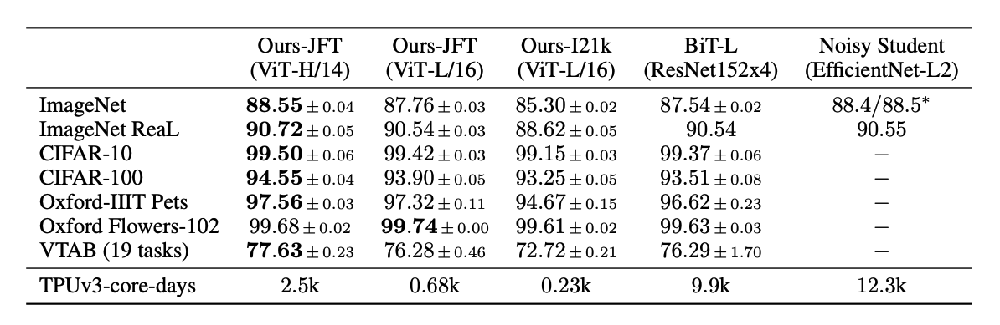 Ours-JFT Ours-JFT Ours-I21k BiT-L Noisy Student
(ViT-H/14) (ViT-L/16) (ViT-L/16) (ResNet152x4) (EfficientNet-L2)
ImageNet 88.55 ± 0.04 87.76 ± 0.03 85.30 ± 0.02 87.54 ± 0.02 88.4/88.5*
ImageNet ReaL 90.72 ± 0.05 90.54 ± 0.03 88.62 ± 0.05 90.54 90.55
CIFAR-10 99.50 ± 0.06 99.42 ± 0.03 99.15 ± 0.03 99.37 ± 0.06 −
CIFAR-100 94.55 ± 0.04 93.90 ± 0.05 93.25 ± 0.05 93.51 ± 0.08 −
Oxford-IIIT Pets 97.56 ± 0.03 97.32 ± 0.11 94.67 ± 0.15 96.62 ± 0.23 −
Oxford Flowers-102 99.68 ± 0.02 99.74 ± 0.00 99.61 ± 0.02 99.63 ± 0.03 −
VTAB (19 tasks) 77.63 ± 0.23 76.28 ± 0.46 72.72 ± 0.21 76.29 ± 1.70 −
TPUv3-core-days 2.5k 0.68k 0.23k 9.9k 12.3k